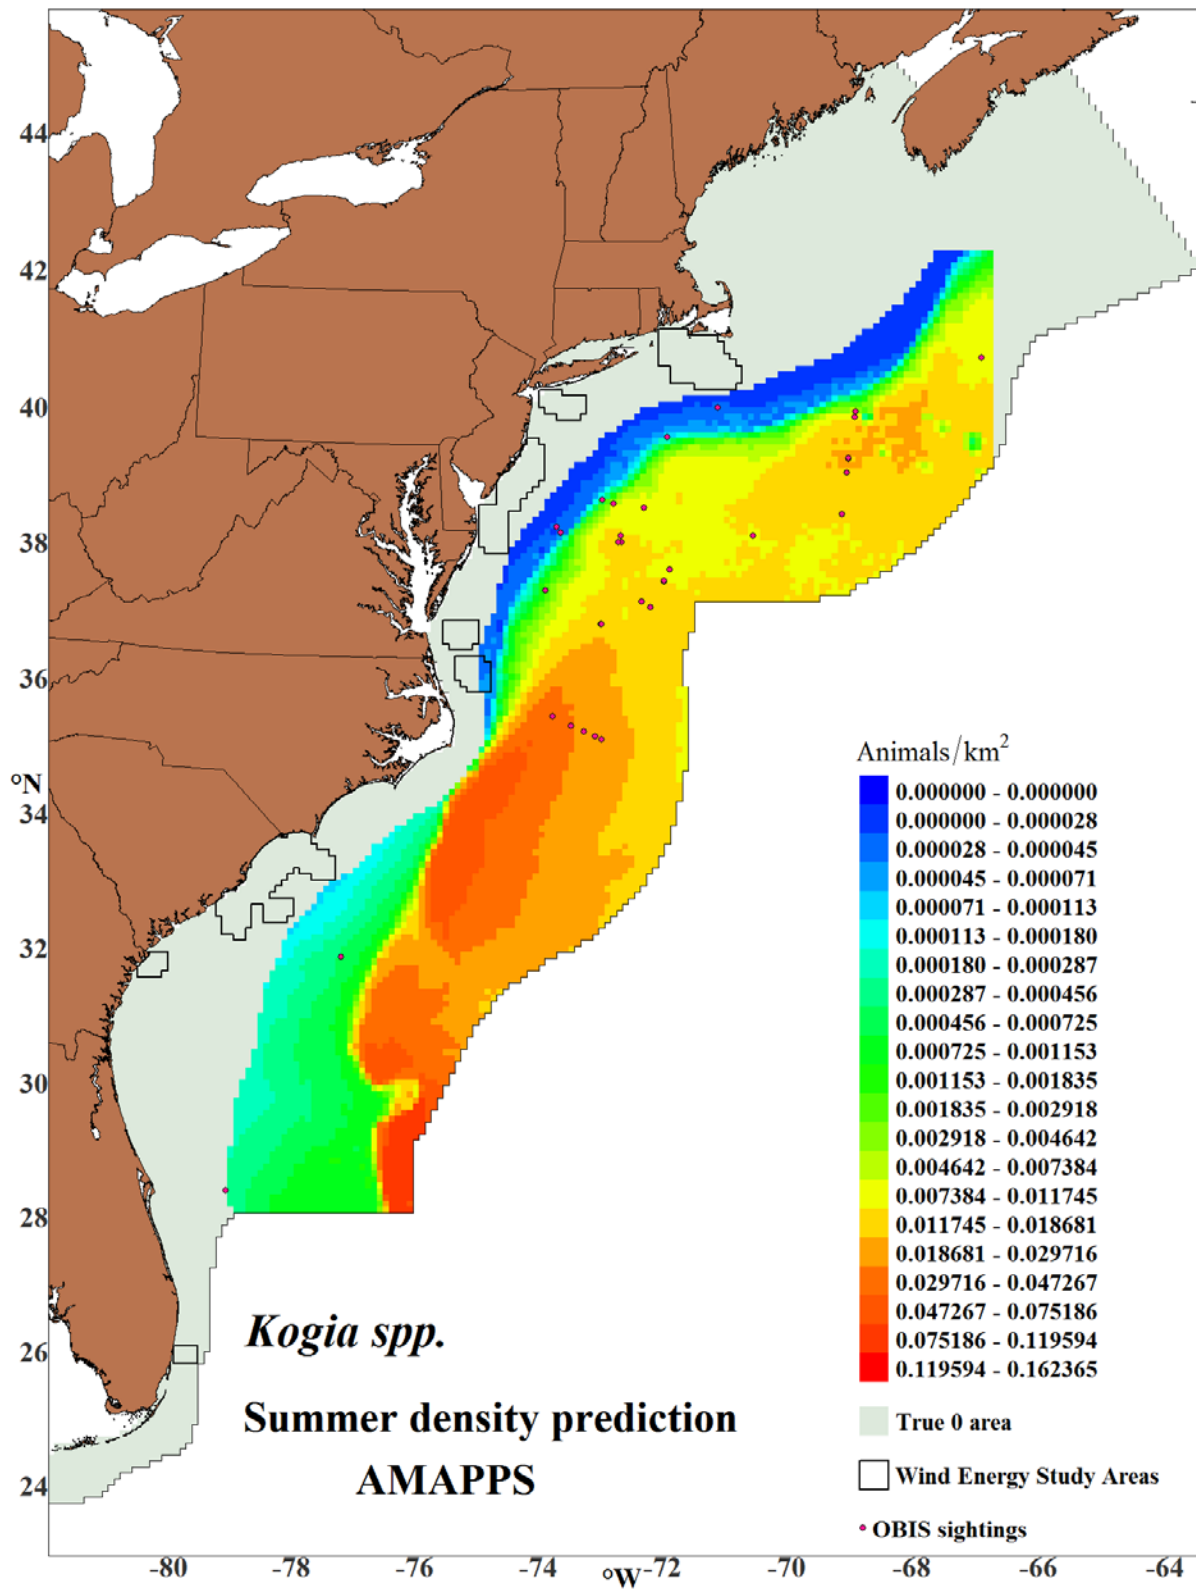 44
42
40
38
36
°N
34
32
30
28
26
24
Animals/km²
0.000000 - 0.000000
0.000000 - 0.000028
0.000028 - 0.000045
0.000045 - 0.000071
0.000071 - 0.000113
0.000113 - 0.000180
0.000180 - 0.000287
0.000287 - 0.000456
0.000456 - 0.000725
0.000725 - 0.001153
0.001153 - 0.001835
0.001835 - 0.002918
0.002918 - 0.004642
0.004642 - 0.007384
0.007384 - 0.011745
0.011745 - 0.018681
0.018681 - 0.029716
0.029716 - 0.047267
0.047267 - 0.075186
0.075186 - 0.119594
0.119594 - 0.162365
True 0 area
Wind Energy Study Areas
OBIS sightings
Kogia spp.
Summer density prediction
AMAPPS
-80 -78 -76 -74 °W -72 -70 -68 -66 -64